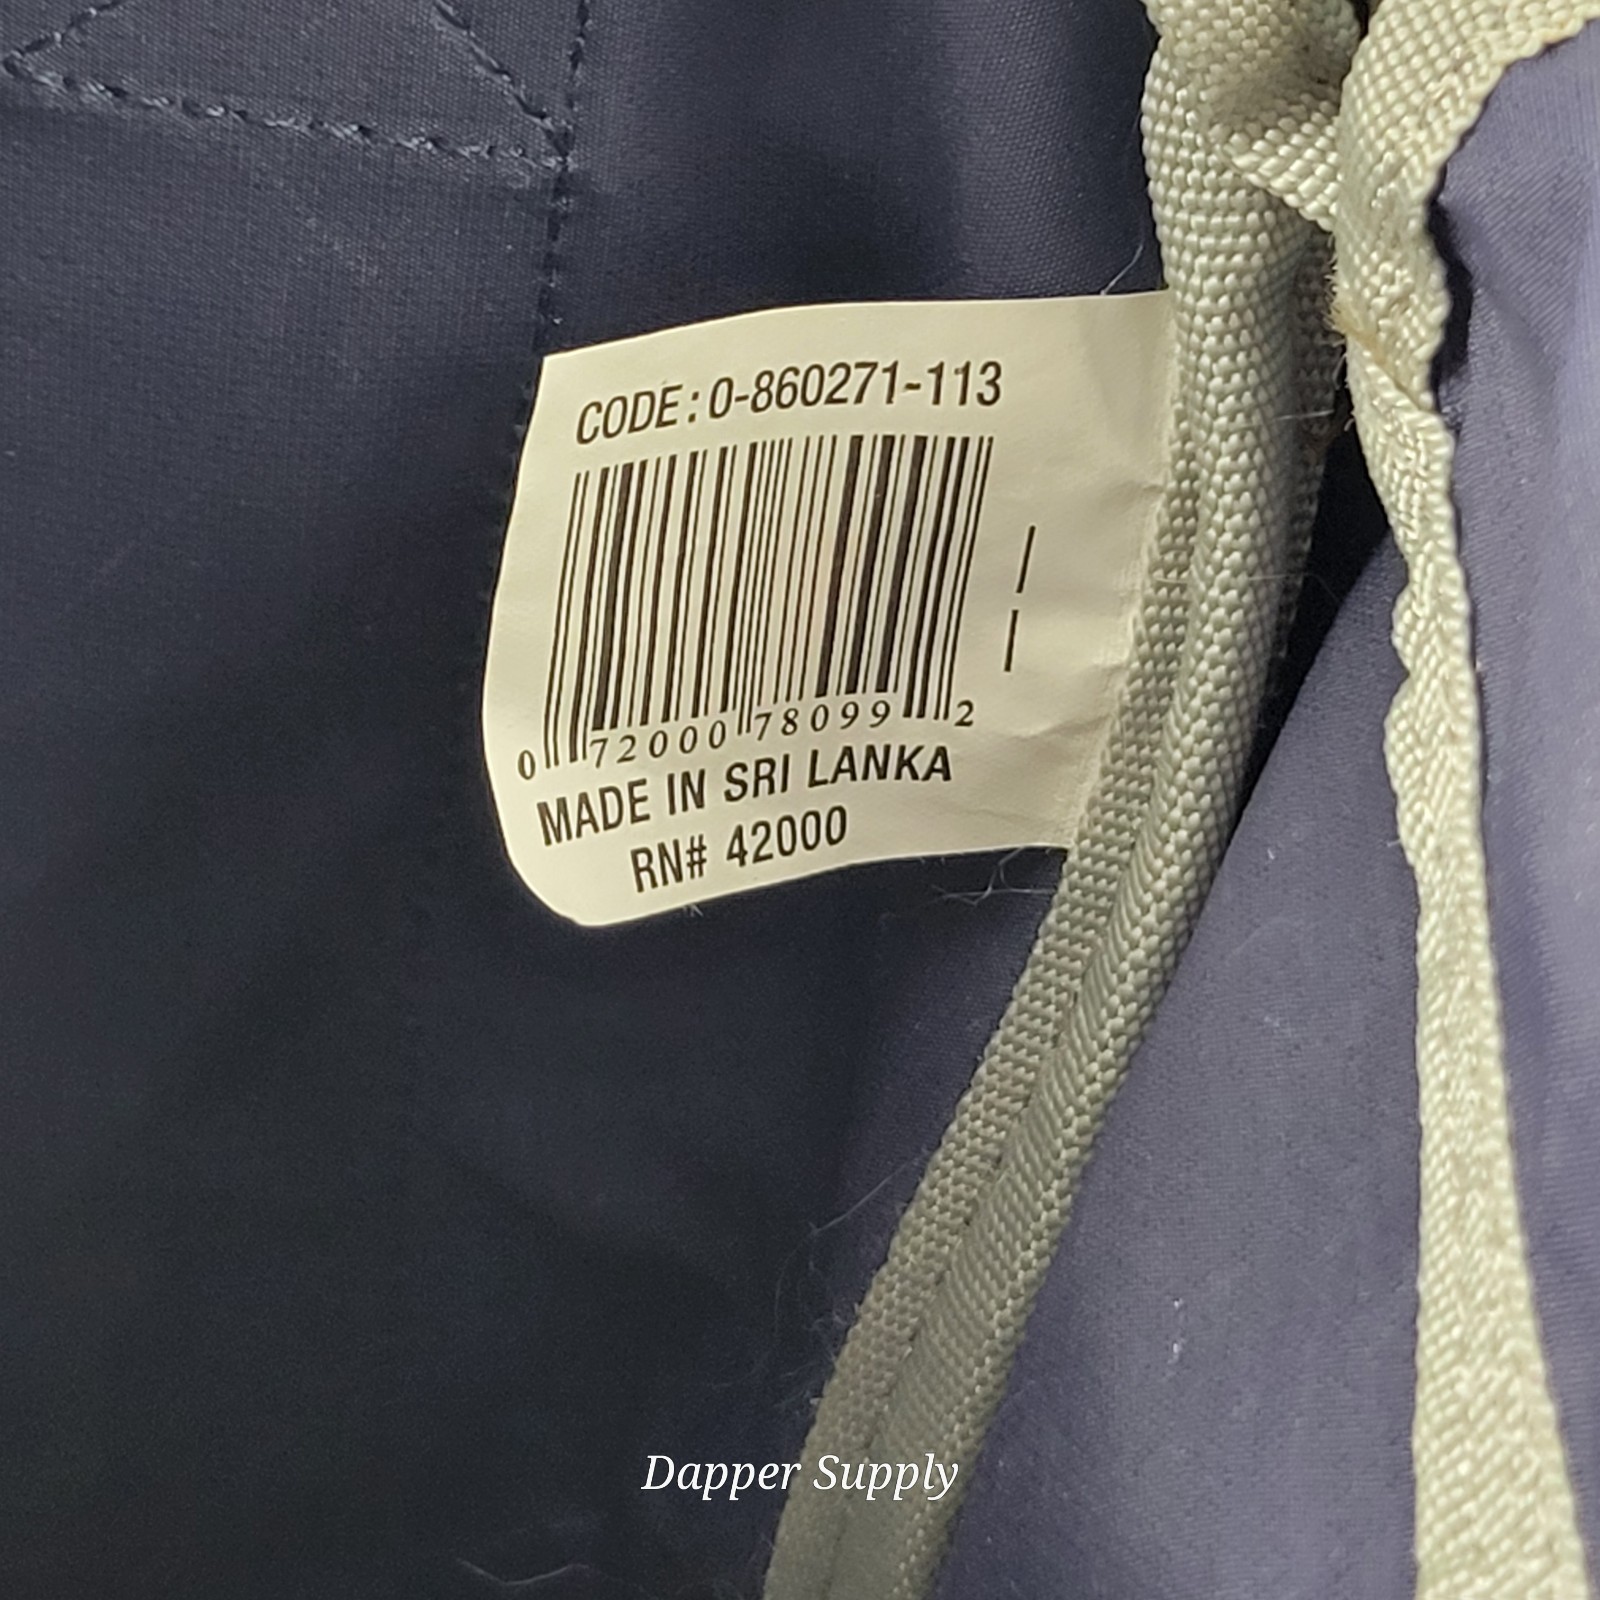 CODE: 0-860271-113
0 72000 78099 2
MADE IN SRI LANKA
RN# 42000
Dapper Supply